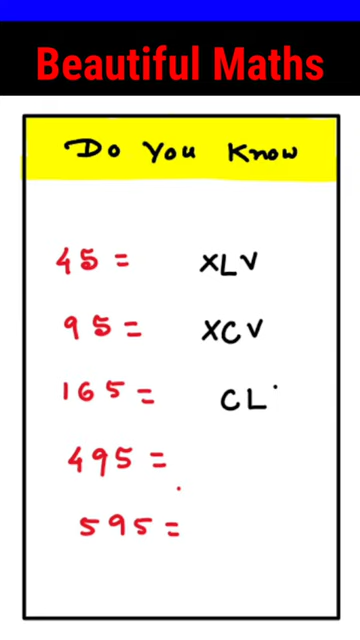 Beautiful Maths
Do You Know
45 = XLV
95 = XCV
165 = CL
495 =
595 =